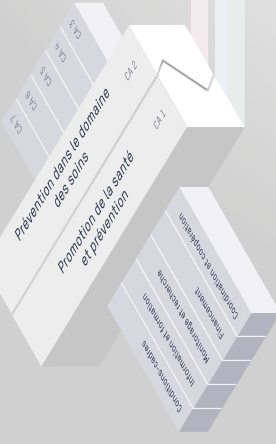 CA 3
CA 4
CA 5
CA 6
CA 7
CA 2
Prévention dans le domaine
des soins
CA 1
Promotion de la santé
et prévention
Coordination et coopération
Financement
Monitorage et recherche
Information et formation
Conditions-cadres